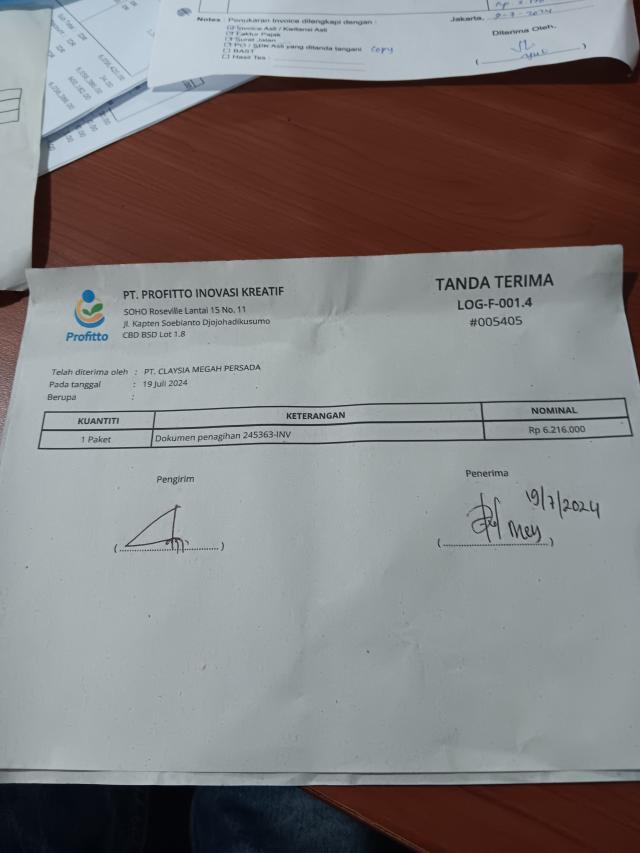 Notes : Penukaran Invoice dilengkapi dengan :
Invoice Asli / Kwitansi Asli
Faktur Pajak
Surat Jalan
PO / SPK Asli yang ditanda tangani copy
BAST
Hasil Tes :
Jakarta,
Diterima Oleh,
( )
PT. PROFITTO INOVASI KREATIF
SOHO Roseville Lantai 15 No. 11
Jl. Kapten Soebianto Djojohadikusumo
CBD BSD Lot 1.8
Profitto
TANDA TERIMA
LOG-F-001.4
#005405
Telah diterima oleh : PT. CLAYSIA MEGAH PERSADA
Pada tanggal : 19 Juli 2024
Berupa :
KUANTITI KETERANGAN NOMINAL
1 Paket Dokumen penagihan 245363-INV Rp 6.216.000
Pengirim Penerima
19/7/2024
Mey
(........................) (........................)